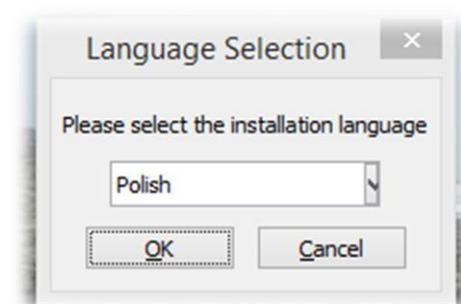 Language Selection
Please select the installation language
Polish
OK
Cancel